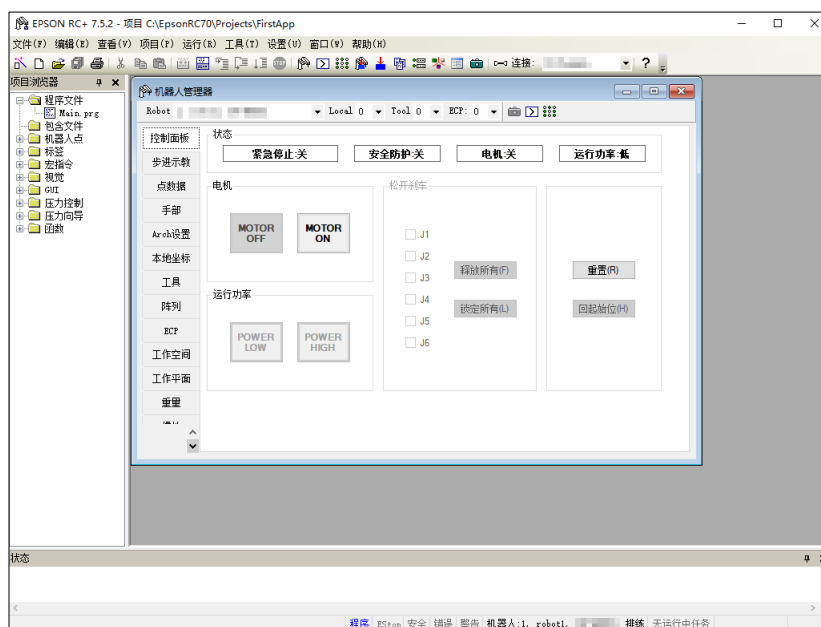 EPSON RC+ 7.5.2 - 项目 C:\EpsonRC70\Projects\FirstApp
文件(F) 编辑(E) 查看(V) 项目(P) 运行(R) 工具(T) 设置(U) 窗口(W) 帮助(H)
连接:
项目浏览器
程序文件
Main.prg
包含文件
机器人点
标签
宏指令
视觉
GUI
压力控制
压力向导
函数
机器人管理器
Robot
Local 0 Tool 0 ECP: 0
控制面板
步进示教
点数据
手部
Arch设置
本地坐标
工具
阵列
ECP
工作空间
工作平面
重量
状态
紧急停止:关 安全防护:关 电机:关 运行功率:低
电机
MOTOR OFF
MOTOR ON
运行功率
POWER LOW
POWER HIGH
松开刹车
J1
J2
J3
J4
J5
J6
释放所有(F)
锁定所有(L)
重置(R)
回起始位(H)
状态
程序 EStop 安全 错误 警告 机器人:1, robot1, 排练 无运行中任务